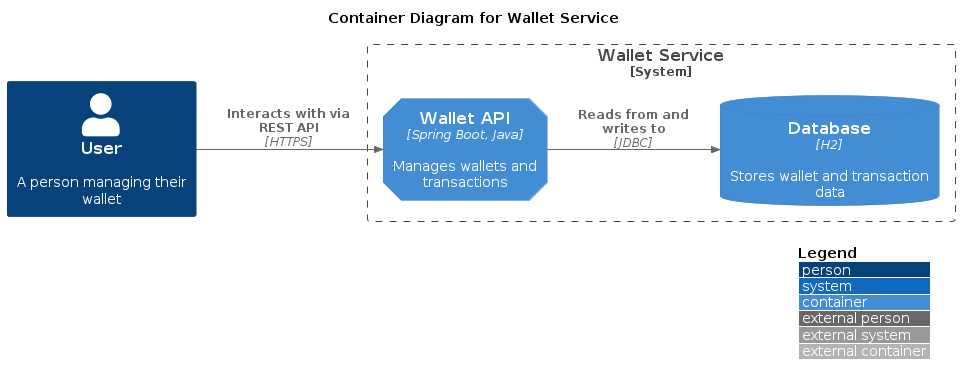 Container Diagram for Wallet Service
Wallet Service
[System]
User
A person managing their
wallet
Interacts with via
REST API
[HTTPS]
Wallet API
[Spring Boot, Java]
Manages wallets and
transactions
Reads from and
writes to
[JDBC]
Database
[H2]
Stores wallet and transaction
data
Legend
person
system
container
external person
external system
external container